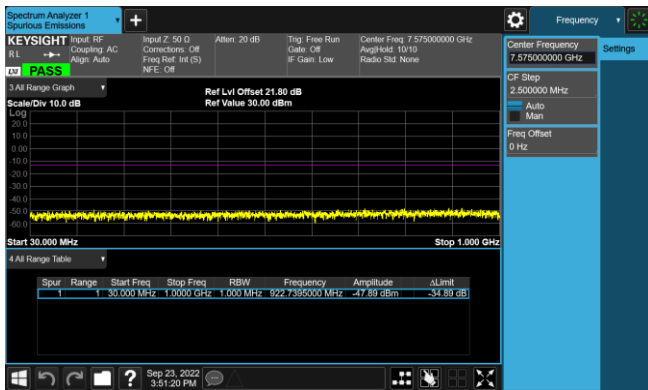 Spectrum Analyzer 1
Spurious Emissions
Frequency
KEYSIGHT
RL
LXI PASS
Input: RF
Coupling: AC
Align: Auto
Input Z: 50 Ω
Corrections: Off
Freq Ref: Int (S)
NFE: Off
Atten: 20 dB
Trig: Free Run
Gate: Off
IF Gain: Low
Center Freq: 7.575000000 GHz
Avg|Hold: 10/10
Radio Std: None
Center Frequency
7.575000000 GHz
Settings
CF Step
2.500000 MHz
Auto
Man
Freq Offset
0 Hz
3 All Range Graph
Ref Lvl Offset 21.80 dB
Scale/Div 10.0 dB
Ref Value 30.00 dBm
Log
20.0
10.0
0.00
-10.0
-20.0
-30.0
-40.0
-50.0
-60.0
Start 30.000 MHz
Stop 1.000 GHz
4 All Range Table
Spur Range Start Freq Stop Freq RBW Frequency Amplitude ΔLimit
1 1 30.000 MHz 1.0000 GHz 1.000 MHz 922.7395000 MHz -47.89 dBm -34.89 dB
?
Sep 23, 2022
3:51:20 PM